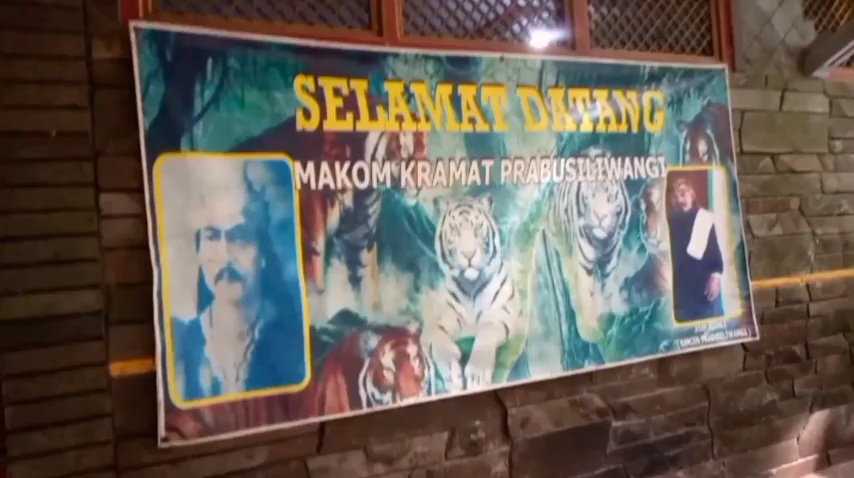 SELAMAT DATANG
MAKOM KRAMAT PRABUSILIWANGI